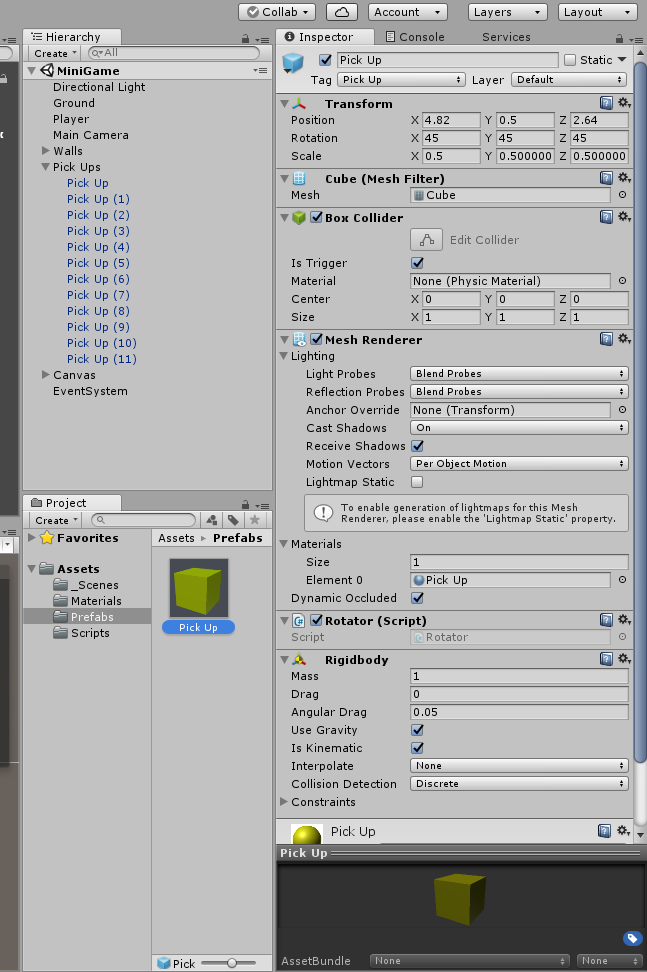 Collab
Account
Layers
Layout
Hierarchy
Create
All
MiniGame
Directional Light
Ground
Player
Main Camera
Walls
Pick Ups
Pick Up
Pick Up (1)
Pick Up (2)
Pick Up (3)
Pick Up (4)
Pick Up (5)
Pick Up (6)
Pick Up (7)
Pick Up (8)
Pick Up (9)
Pick Up (10)
Pick Up (11)
Canvas
EventSystem
Project
Create
Favorites
Assets
_Scenes
Materials
Prefabs
Scripts
Assets Prefabs
Pick Up
Pick
Inspector
Console
Services
Pick Up
Static
Tag Pick Up Layer Default
Transform
Position X 4.82 Y 0.5 Z 2.64
Rotation X 45 Y 45 Z 45
Scale X 0.5 Y 0.500000 Z 0.500000
Cube (Mesh Filter)
Mesh Cube
Box Collider
Edit Collider
Is Trigger
Material None (Physic Material)
Center X 0 Y 0 Z 0
Size X 1 Y 1 Z 1
Mesh Renderer
Lighting
Light Probes Blend Probes
Reflection Probes Blend Probes
Anchor Override None (Transform)
Cast Shadows On
Receive Shadows
Motion Vectors Per Object Motion
Lightmap Static
To enable generation of lightmaps for this Mesh
Renderer, please enable the 'Lightmap Static' property.
Materials
Size 1
Element 0 Pick Up
Dynamic Occluded
Rotator (Script)
Script Rotator
Rigidbody
Mass 1
Drag 0
Angular Drag 0.05
Use Gravity
Is Kinematic
Interpolate None
Collision Detection Discrete
Constraints
Pick Up
Pick Up
AssetBundle None None